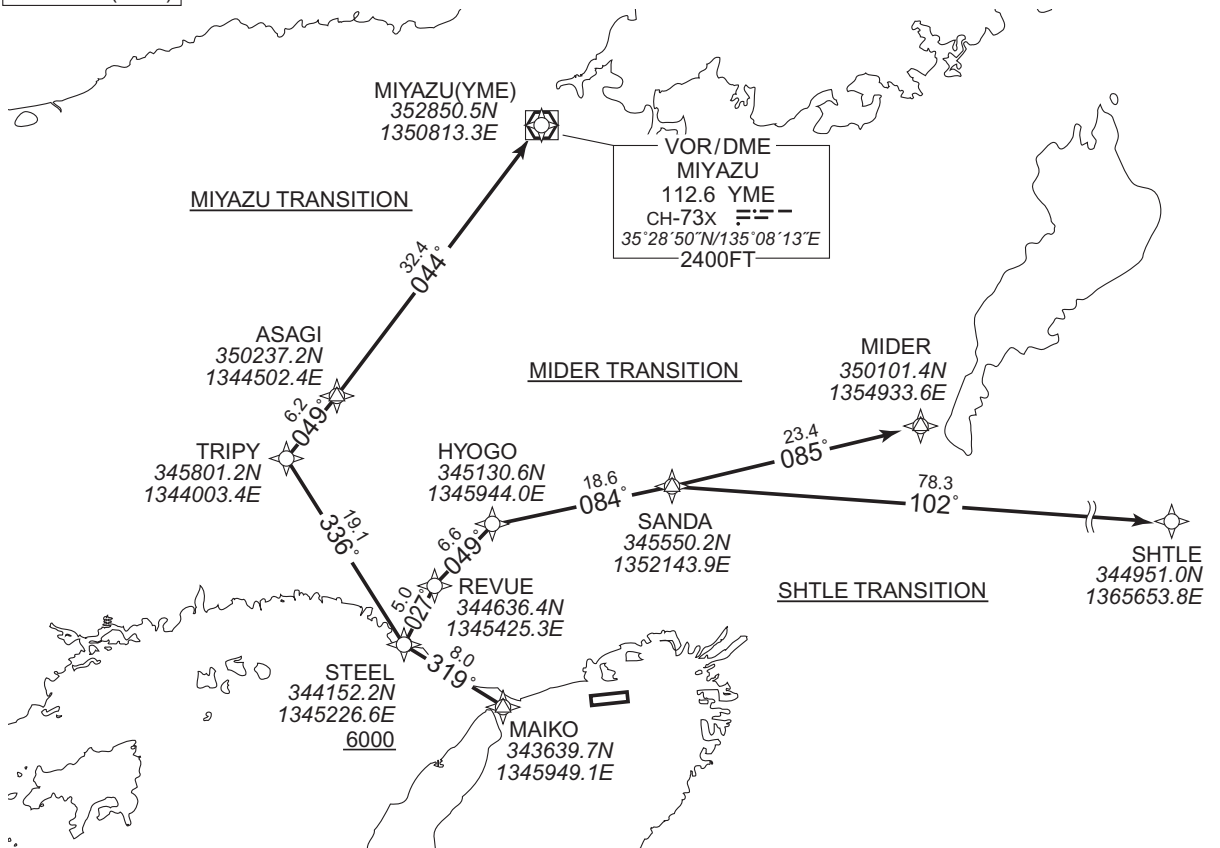 MIYAZU(YME)
352850.5N
1350813.3E
VOR/DME
MIYAZU
112.6 YME
CH-73X
35°28′50″N/135°08′13″E
2400FT
MIYAZU TRANSITION
32.4
044°
ASAGI
350237.2N
1344502.4E
6.2
049°
TRIPY
345801.2N
1344003.4E
19.1
336°
MIDER TRANSITION
MIDER
350101.4N
1354933.6E
23.4
085°
HYOGO
345130.6N
1345944.0E
18.6
084°
78.3
102°
SANDA
345550.2N
1352143.9E
6.6
049°
SHTLE
344951.0N
1365653.8E
SHTLE TRANSITION
REVUE
344636.4N
1345425.3E
5.0
027°
8.0
319°
STEEL
344152.2N
1345226.6E
6000
MAIKO
343639.7N
1345949.1E